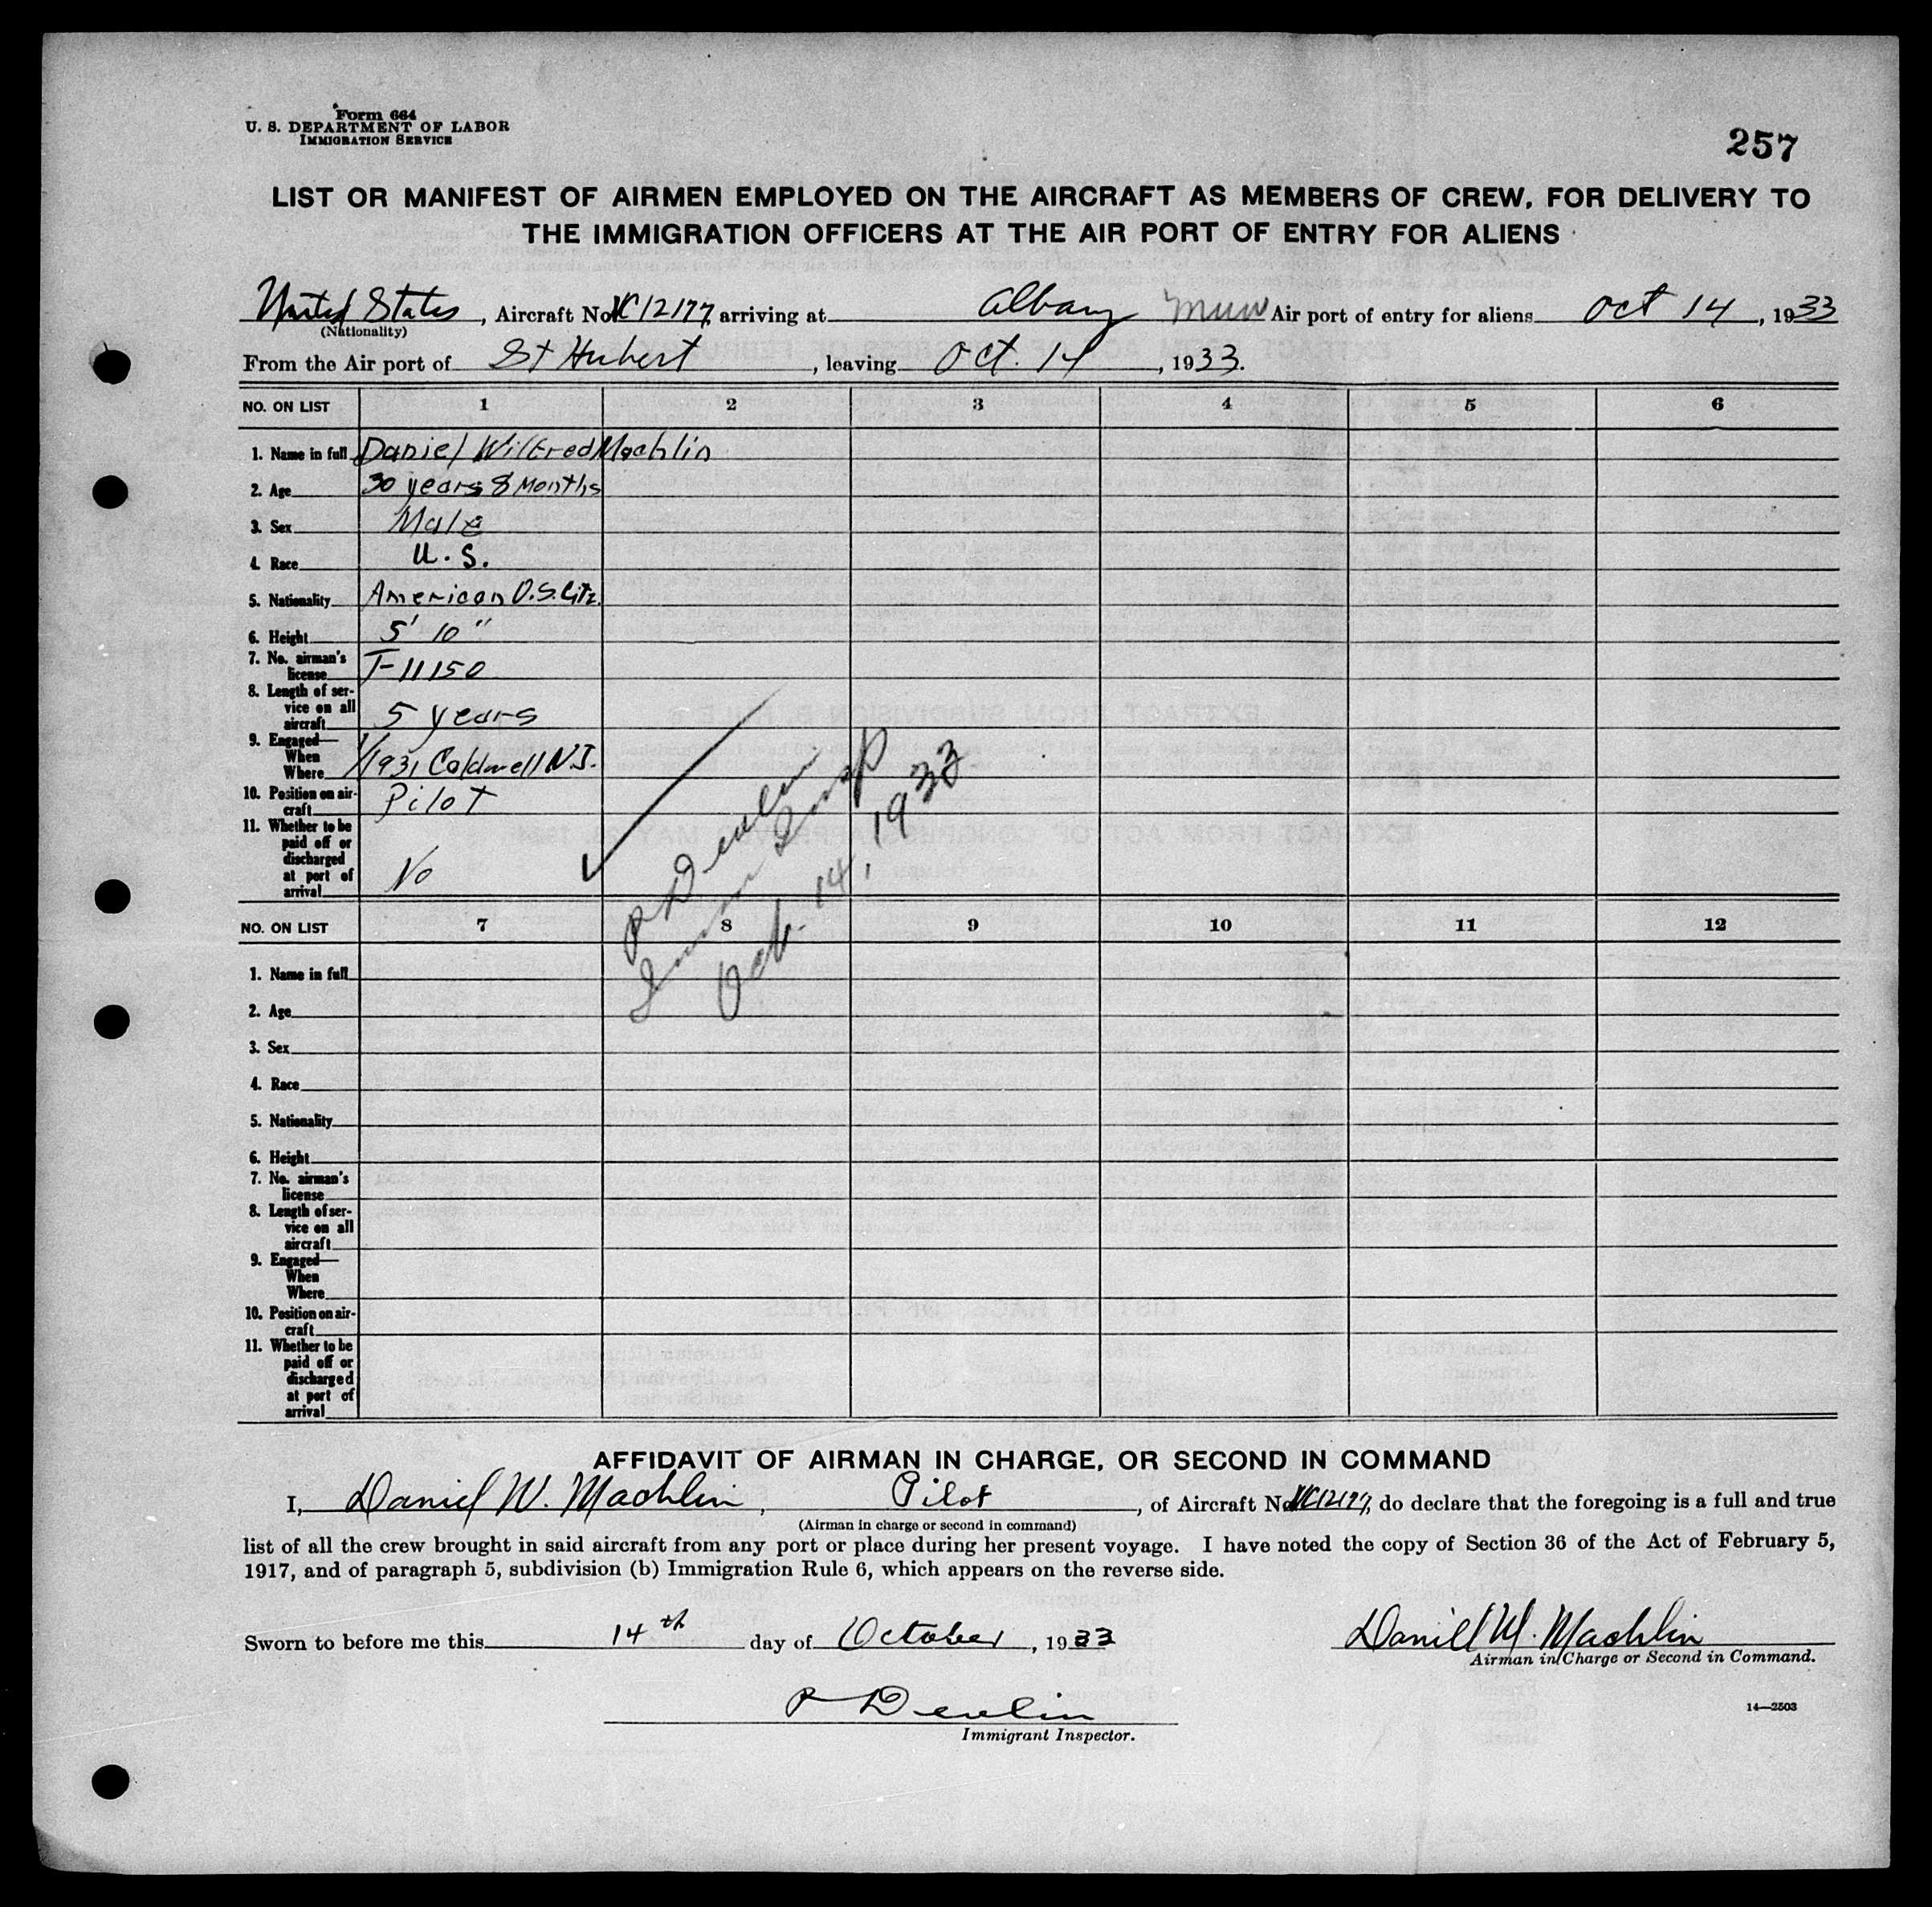 Form 664
U. S. DEPARTMENT OF LABOR
IMMIGRATION SERVICE
257
LIST OR MANIFEST OF AIRMEN EMPLOYED ON THE AIRCRAFT AS MEMBERS OF CREW, FOR DELIVERY TO
THE IMMIGRATION OFFICERS AT THE AIR PORT OF ENTRY FOR ALIENS
United States, Aircraft No. NC12177, arriving at Albany Air port of entry for aliens Oct 14, 1933
(Nationality)
From the Air port of St Hubert, leaving Oct. 14, 1933.
NO. ON LIST 1 2 3 4 5 6
1. Name in full Daniel Wilfred Machlin
2. Age 30 years 8 Months
3. Sex Male
4. Race U. S.
5. Nationality American U.S. Citz.
6. Height 5' 10"
7. No. airman's
license T-11150
8. Length of ser-
vice on all
aircraft 5 years
9. Engaged—
When
Where 1/1931 Caldwell N.J.
10. Position on air-
craft Pilot
11. Whether to be
paid off or
discharged
at port of
arrival No
P Devlin
Immn Insp
Oct. 14, 1933
NO. ON LIST 7 8 9 10 11 12
1. Name in full
2. Age
3. Sex
4. Race
5. Nationality
6. Height
7. No. airman's
license
8. Length of ser-
vice on all
aircraft
9. Engaged—
When
Where
10. Position on air-
craft
11. Whether to be
paid off or
discharged
at port of
arrival
AFFIDAVIT OF AIRMAN IN CHARGE, OR SECOND IN COMMAND
I, Daniel W. Machlin, Pilot, of Aircraft No. NC12177, do declare that the foregoing is a full and true
(Airman in charge or second in command)
list of all the crew brought in said aircraft from any port or place during her present voyage. I have noted the copy of Section 36 of the Act of February 5,
1917, and of paragraph 5, subdivision (b) Immigration Rule 6, which appears on the reverse side.
Sworn to before me this 14th day of October, 1933
Daniel W. Machlin
Airman in Charge or Second in Command.
P Devlin
Immigrant Inspector.
14—2503